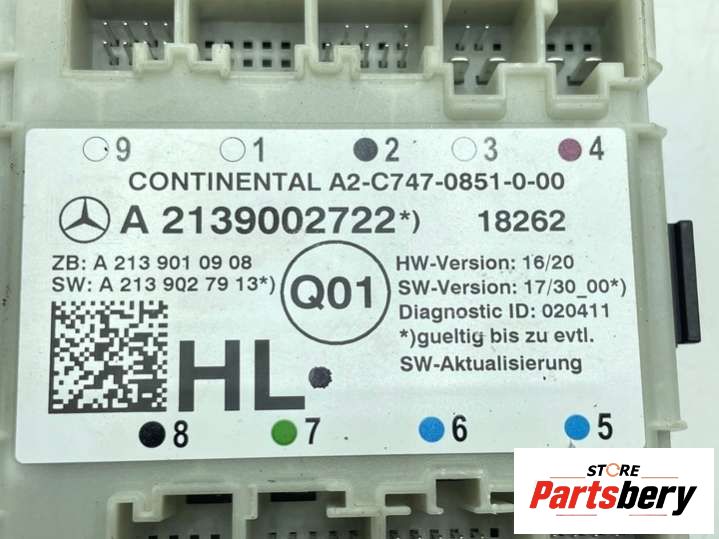 9 1 2 3 4
CONTINENTAL A2-C747-0851-0-00
A 2139002722*) 18262
ZB: A 213 901 09 08
SW: A 213 902 79 13*)
Q01
HW-Version: 16/20
SW-Version: 17/30_00*)
Diagnostic ID: 020411
*)gueltig bis zu evtl.
SW-Aktualisierung
HL
8 7 6 5
STORE
Partsbery